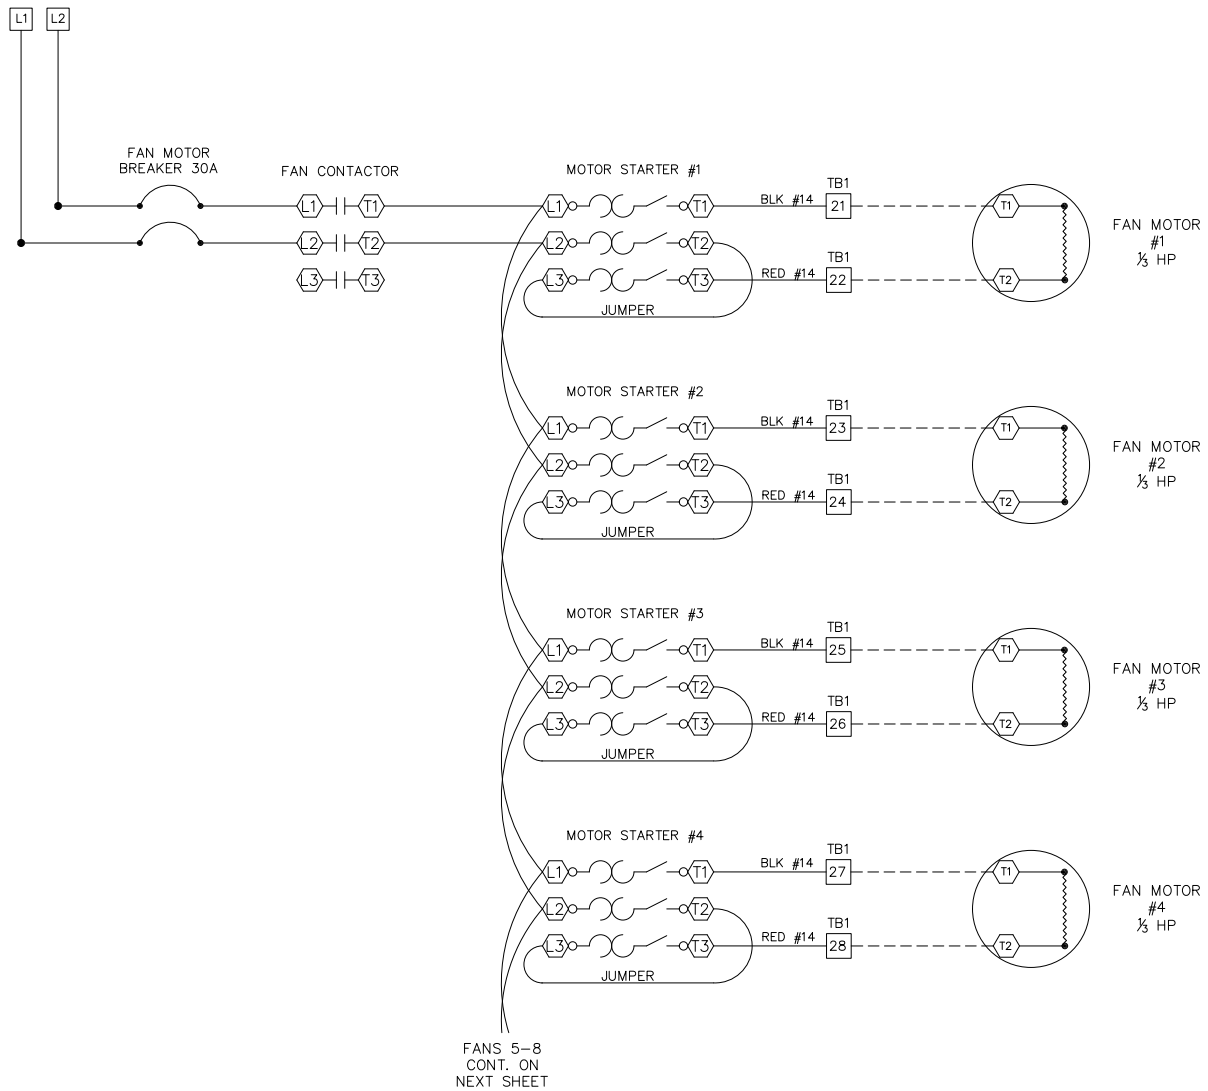 L1 L2
FAN MOTOR
BREAKER 30A
FAN CONTACTOR
L1 T1
L2 T2
L3 T3
MOTOR STARTER #1
L1 T1 BLK #14
L2 T2
L3 T3 RED #14
JUMPER
TB1
21
TB1
22
T1
T2
FAN MOTOR
#1
⅓ HP
MOTOR STARTER #2
L1 T1 BLK #14
L2 T2
L3 T3 RED #14
JUMPER
TB1
23
TB1
24
T1
T2
FAN MOTOR
#2
⅓ HP
MOTOR STARTER #3
L1 T1 BLK #14
L2 T2
L3 T3 RED #14
JUMPER
TB1
25
TB1
26
T1
T2
FAN MOTOR
#3
⅓ HP
MOTOR STARTER #4
L1 T1 BLK #14
L2 T2
L3 T3 RED #14
JUMPER
TB1
27
TB1
28
T1
T2
FAN MOTOR
#4
⅓ HP
FANS 5-8
CONT. ON
NEXT SHEET